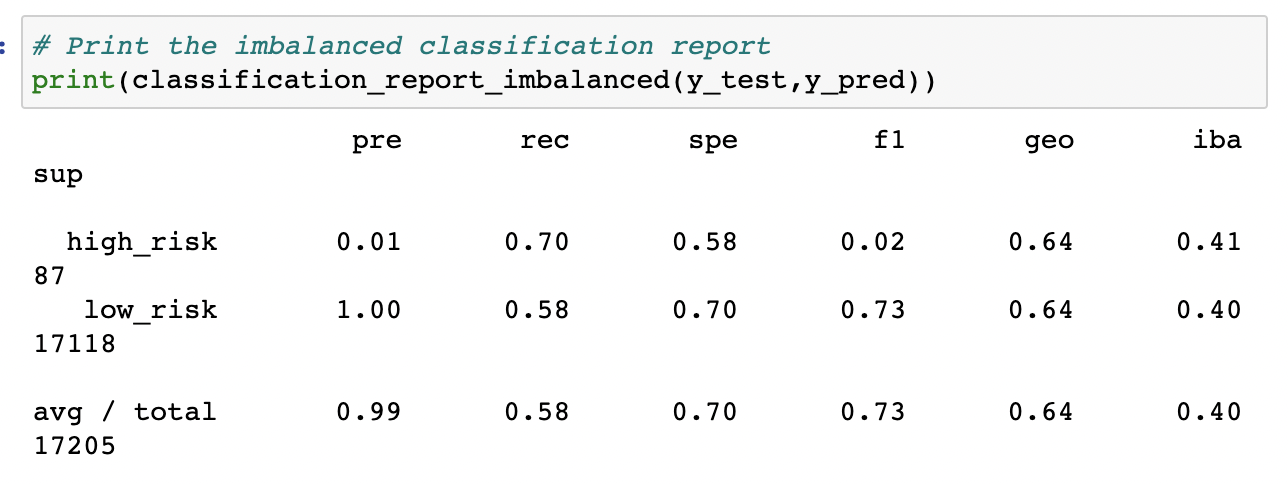 :
# Print the imbalanced classification report
print(classification_report_imbalanced(y_test,y_pred))
pre rec spe f1 geo iba
sup
high_risk 0.01 0.70 0.58 0.02 0.64 0.41
87
low_risk 1.00 0.58 0.70 0.73 0.64 0.40
17118
avg / total 0.99 0.58 0.70 0.73 0.64 0.40
17205